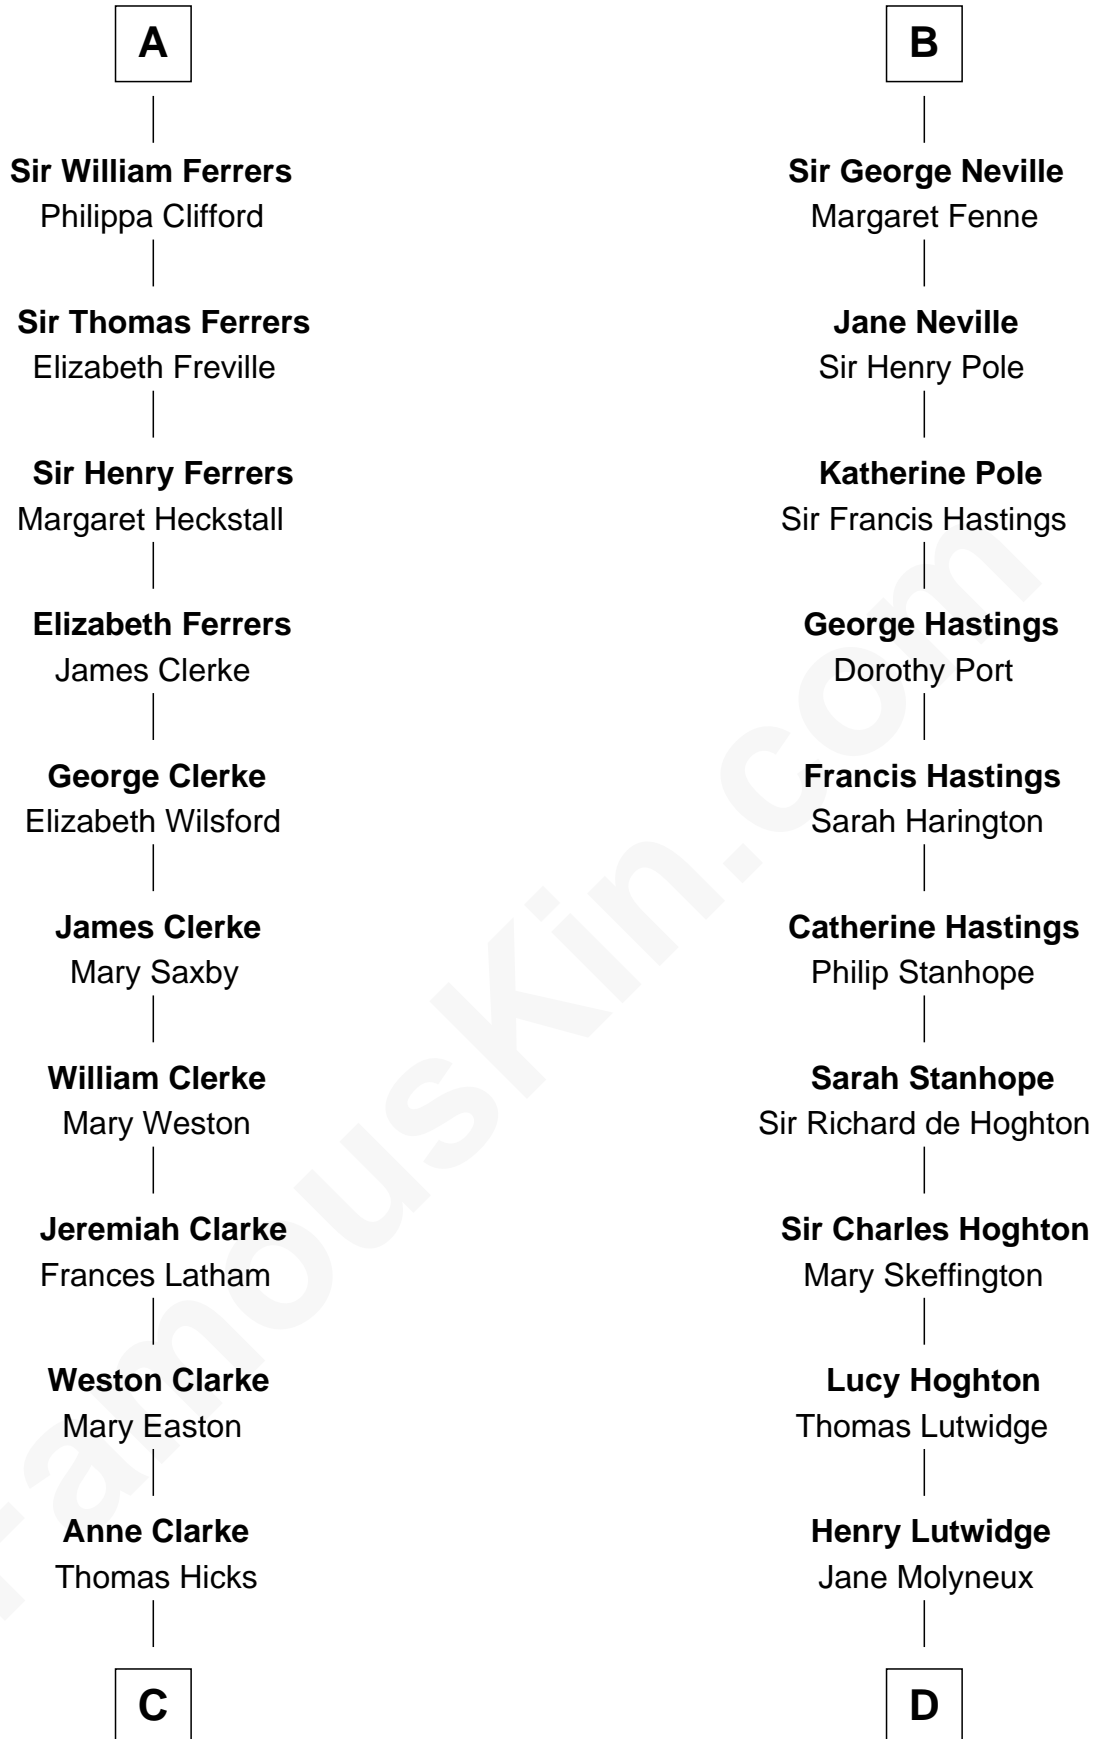 A
Sir William Ferrers
Philippa Clifford
Sir Thomas Ferrers
Elizabeth Freville
Sir Henry Ferrers
Margaret Heckstall
Elizabeth Ferrers
James Clerke
George Clerke
Elizabeth Wilsford
James Clerke
Mary Saxby
William Clerke
Mary Weston
Jeremiah Clarke
Frances Latham
Weston Clarke
Mary Easton
Anne Clarke
Thomas Hicks
C
B
Sir George Neville
Margaret Fenne
Jane Neville
Sir Henry Pole
Katherine Pole
Sir Francis Hastings
George Hastings
Dorothy Port
Francis Hastings
Sarah Harington
Catherine Hastings
Philip Stanhope
Sarah Stanhope
Sir Richard de Hoghton
Sir Charles Hoghton
Mary Skeffington
Lucy Hoghton
Thomas Lutwidge
Henry Lutwidge
Jane Molyneux
D
FamousKin.com